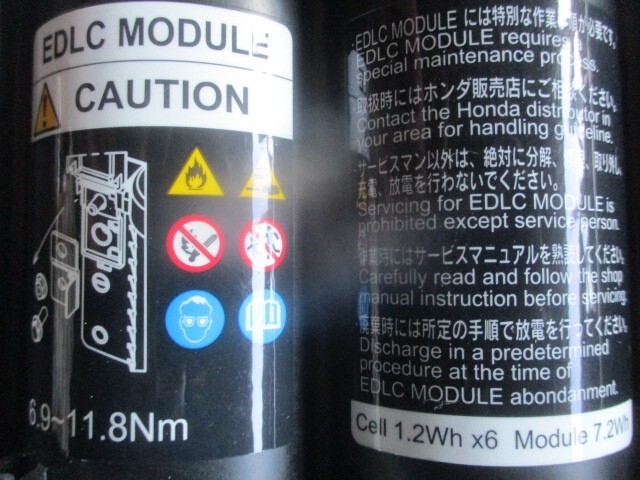 EDLC MODULE
CAUTION
6.9~11.8Nm
・EDLC MODULE には特別な作業 が必要です。
EDLC MODULE requires a
special maintenance process.
・取扱時にはホンダ販売店にご相談ください。
Contact the Honda distributor in
your area for handling guideline.
・サービスマン以外は、絶対に分解、 取り外し、
充電、放電を行わないでください。
Servicing for EDLC MODULE is
prohibited except service person.
・作業時にはサービスマニュアルを熟読してください。
Carefully read and follow the shop
manual instruction before servicing.
・廃棄時には所定の手順で放電を行ってください。
Discharge in a predetermined
procedure at the time of
EDLC MODULE abondanment.
Cell 1.2Wh x6 Module 7.2Wh